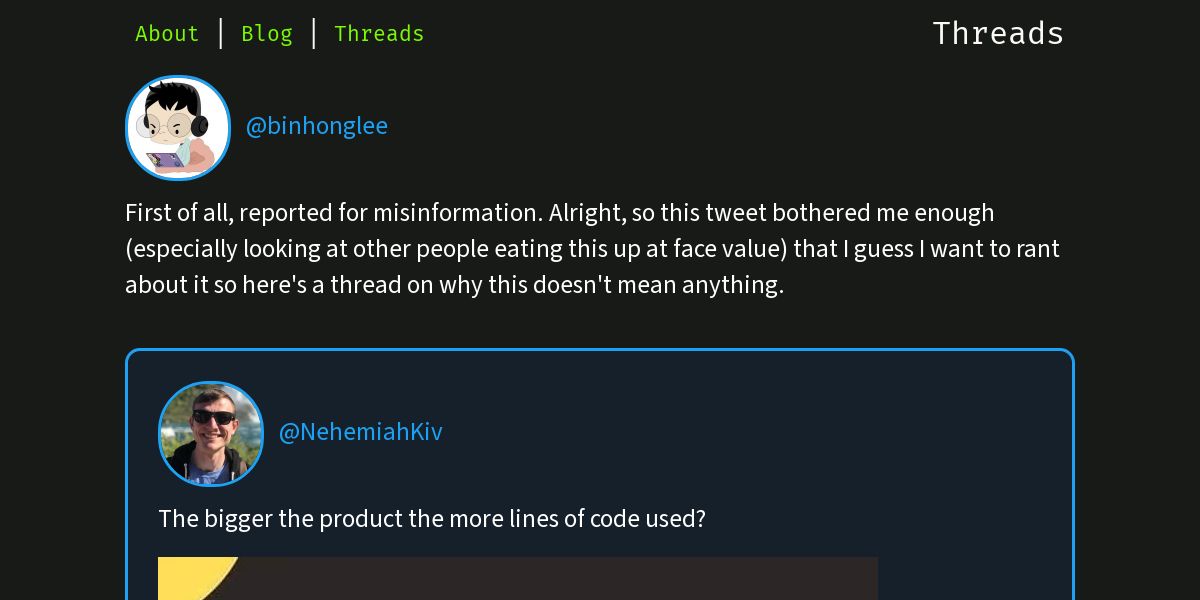 About | Blog | Threads
Threads
@binhonglee
First of all, reported for misinformation. Alright, so this tweet bothered me enough
(especially looking at other people eating this up at face value) that I guess I want to rant
about it so here's a thread on why this doesn't mean anything.
@NehemiahKiv
The bigger the product the more lines of code used?